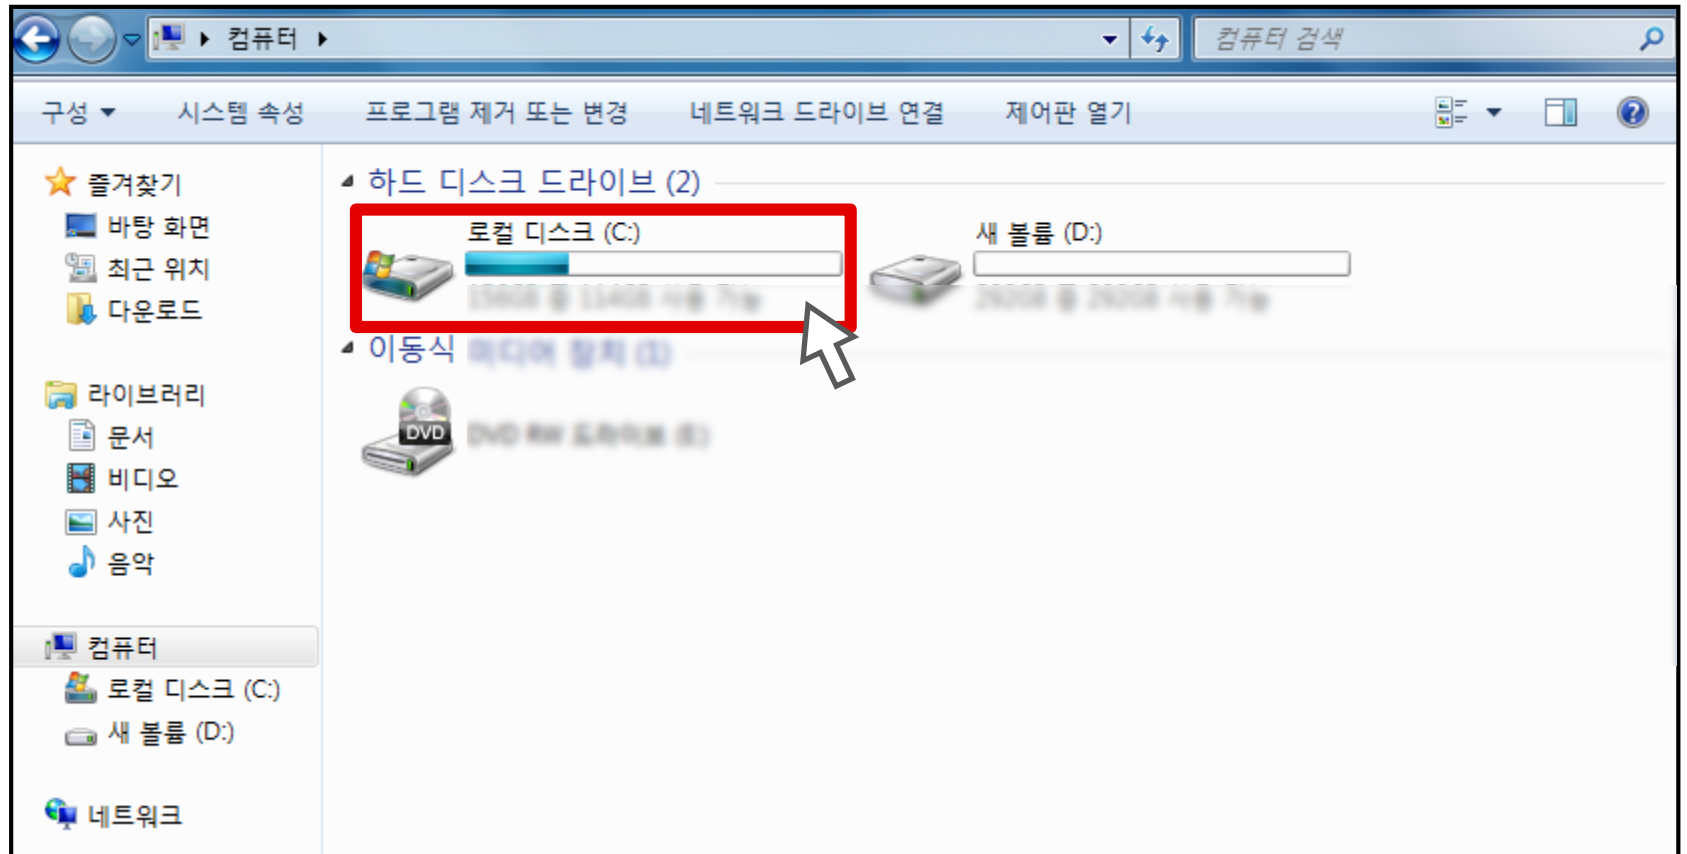 컴퓨터
컴퓨터 검색
구성 시스템 속성 프로그램 제거 또는 변경 네트워크 드라이브 연결 제어판 열기
즐겨찾기
바탕 화면
최근 위치
다운로드
라이브러리
문서
비디오
사진
음악
컴퓨터
로컬 디스크 (C:)
새 볼륨 (D:)
네트워크
하드 디스크 드라이브 (2)
로컬 디스크 (C:)
새 볼륨 (D:)
이동식
DVD